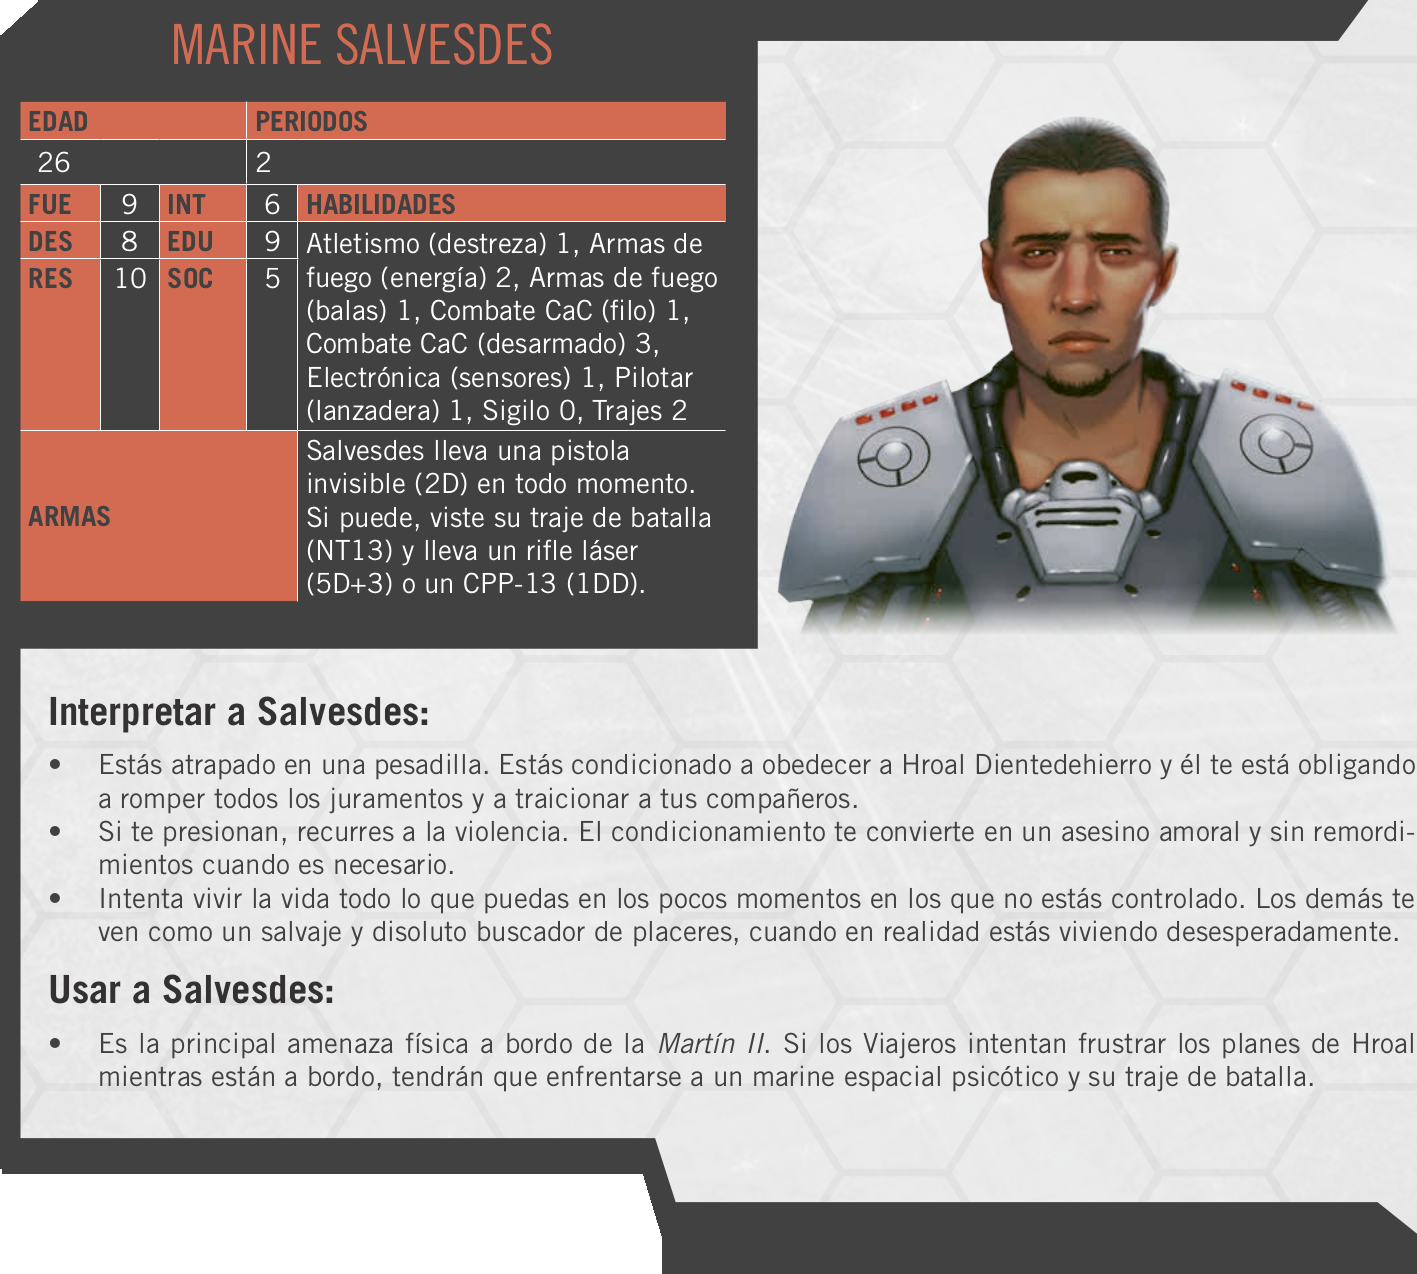 MARINE SALVESDES
EDAD PERIODOS
26 2
FUE 9 INT 6 HABILIDADES
DES 8 EDU 9
RES 10 SOC 5
Atletismo (destreza) 1, Armas de
fuego (energía) 2, Armas de fuego
(balas) 1, Combate CaC (filo) 1,
Combate CaC (desarmado) 3,
Electrónica (sensores) 1, Pilotar
(lanzadera) 1, Sigilo 0, Trajes 2
ARMAS
Salvesdes lleva una pistola
invisible (2D) en todo momento.
Si puede, viste su traje de batalla
(NT13) y lleva un rifle láser
(5D+3) o un CPP-13 (1DD).
Interpretar a Salvesdes:
• Estás atrapado en una pesadilla. Estás condicionado a obedecer a Hroal Dientedehierro y él te está obligando
a romper todos los juramentos y a traicionar a tus compañeros.
• Si te presionan, recurres a la violencia. El condicionamiento te convierte en un asesino amoral y sin remordi-
mientos cuando es necesario.
• Intenta vivir la vida todo lo que puedas en los pocos momentos en los que no estás controlado. Los demás te
ven como un salvaje y disoluto buscador de placeres, cuando en realidad estás viviendo desesperadamente.
Usar a Salvesdes:
• Es la principal amenaza física a bordo de la Martín II. Si los Viajeros intentan frustrar los planes de Hroal
mientras están a bordo, tendrán que enfrentarse a un marine espacial psicótico y su traje de batalla.